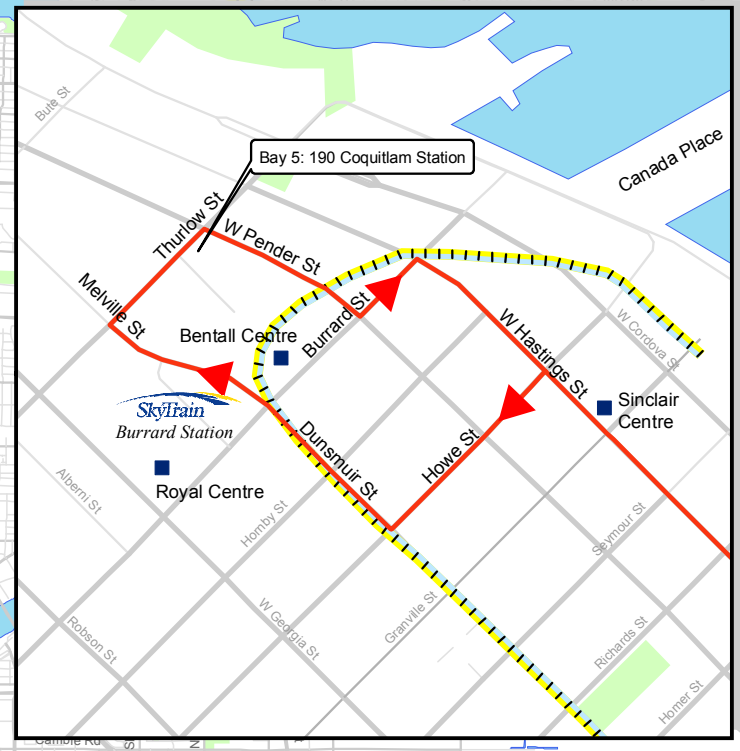 Bute St
Canada Place
Bay 5: 190 Coquitlam Station
Thurlow St
W Pender St
Melville St
Burrard St
Bentall Centre
W Hastings St
W Cordova St
SkyTrain
Burrard Station
Sinclair
Centre
Dunsmuir St
Howe St
Royal Centre
Alberni St
Hornby St
Seymour St
Granville St
W Georgia St
Robson St
Richards St
Homer St
Cambie Rd